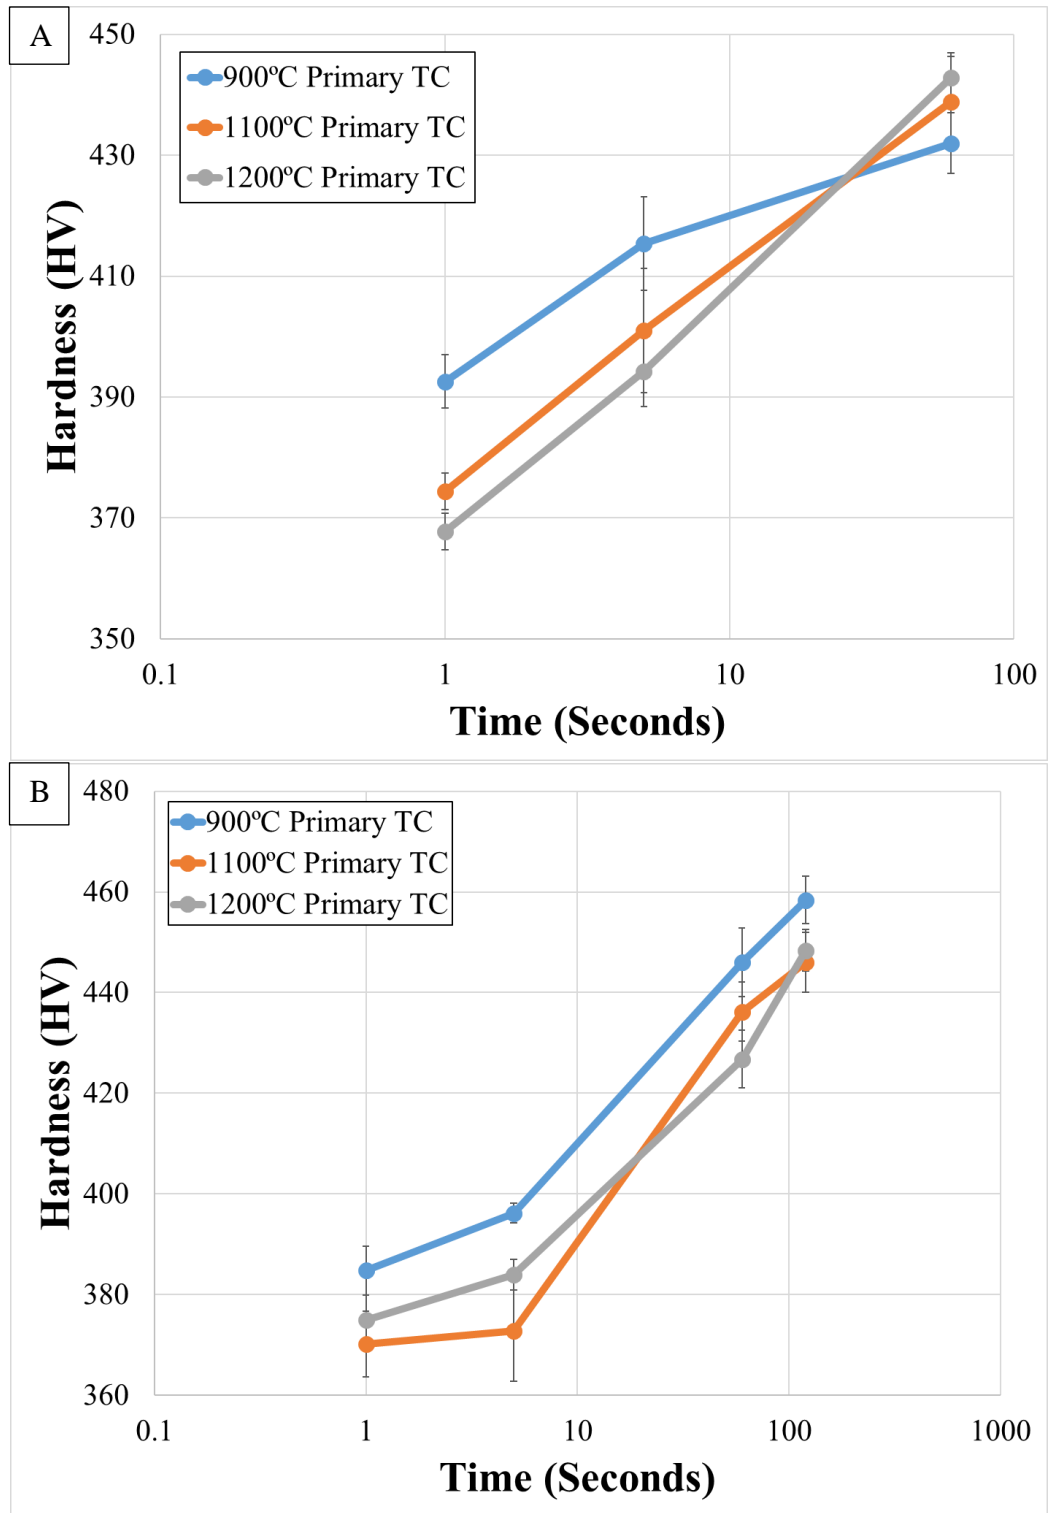 A
450
430
410
390
370
350
Hardness (HV)
900ºC Primary TC
1100ºC Primary TC
1200ºC Primary TC
0.1 1 10 100
Time (Seconds)
B
480
460
440
420
400
380
360
Hardness (HV)
900ºC Primary TC
1100ºC Primary TC
1200ºC Primary TC
0.1 1 10 100 1000
Time (Seconds)